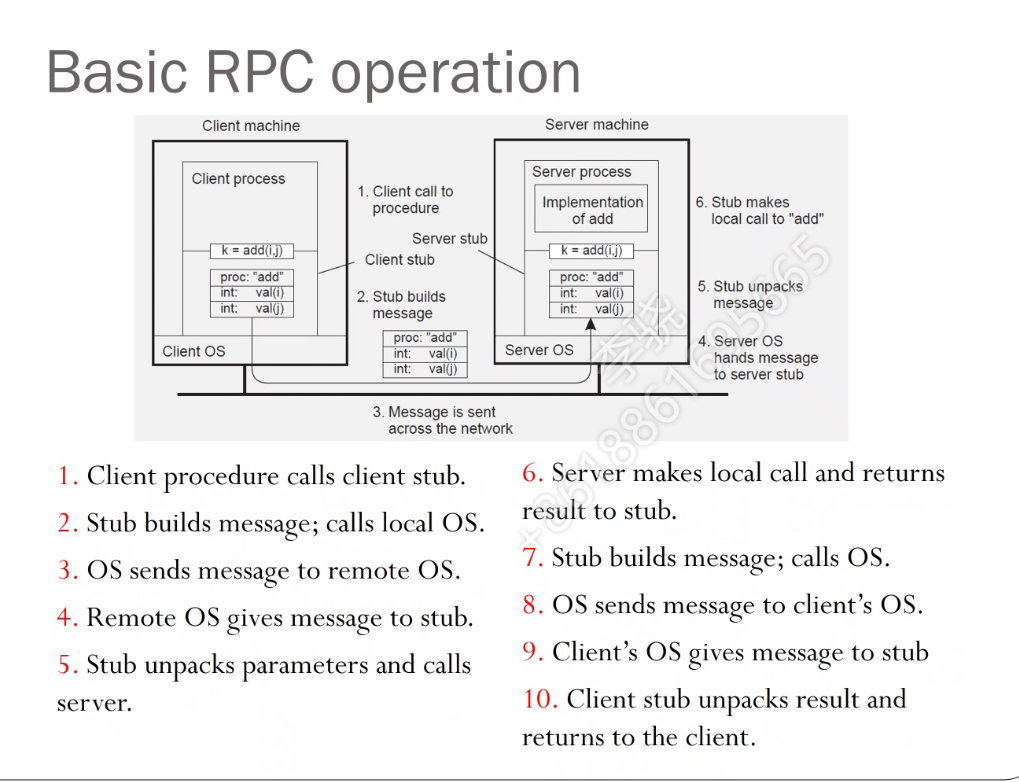 Basic RPC operation
Client machine
Server machine
Client process
Server process
1. Client call to
procedure
Implementation
of add
6. Stub makes
local call to "add"
Server stub
k = add(i,j)
Client stub
k = add(i,j)
proc: "add"
int: val(i)
int: val(j)
2. Stub builds
message
proc: "add"
int: val(i)
int: val(j)
proc: "add"
int: val(i)
int: val(j)
5. Stub unpacks
message
Client OS
Server OS
4. Server OS
hands message
to server stub
3. Message is sent
across the network
1. Client procedure calls client stub.
2. Stub builds message; calls local OS.
3. OS sends message to remote OS.
4. Remote OS gives message to stub.
5. Stub unpacks parameters and calls
server.
6. Server makes local call and returns
result to stub.
7. Stub builds message; calls OS.
8. OS sends message to client's OS.
9. Client's OS gives message to stub
10. Client stub unpacks result and
returns to the client.
李骁
+8618861695665